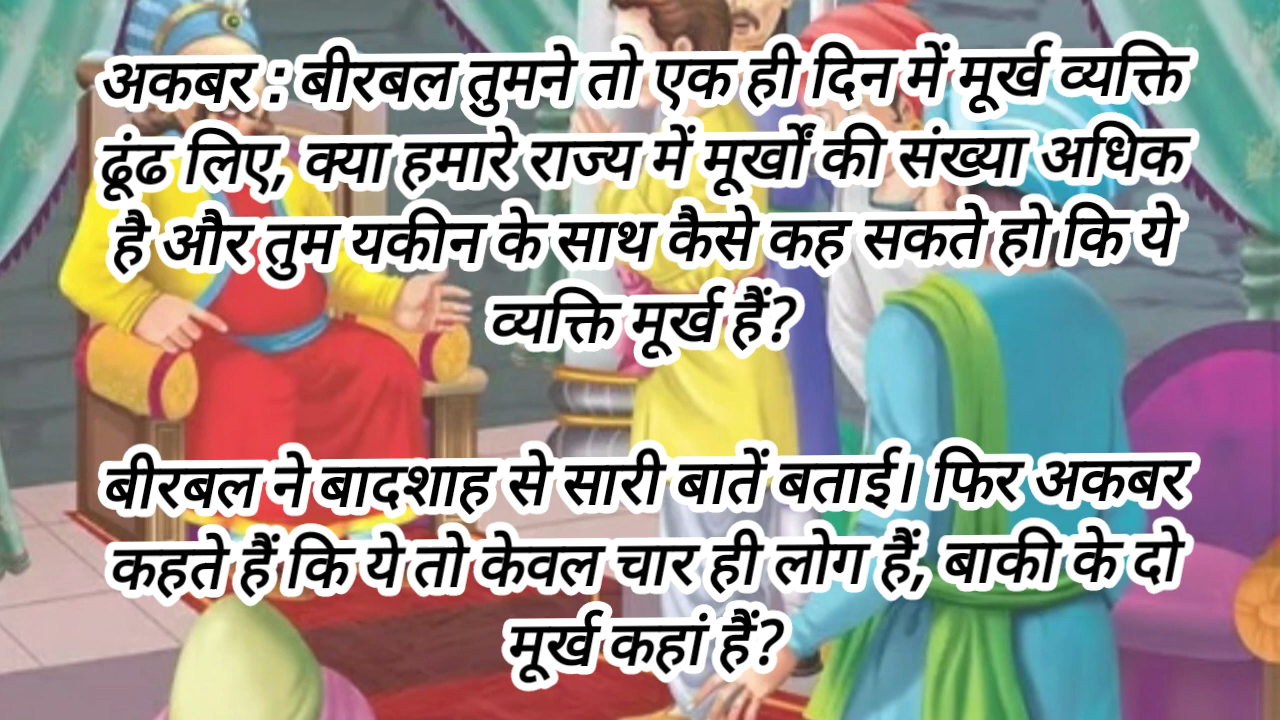 अकबर : बीरबल तुमने तो एक ही दिन में मूर्ख व्यक्ति
ढूंढ लिए, क्या हमारे राज्य में मूर्खों की संख्या अधिक
है और तुम यकीन के साथ कैसे कह सकते हो कि ये
व्यक्ति मूर्ख हैं?
बीरबल ने बादशाह से सारी बातें बताई। फिर अकबर
कहते हैं कि ये तो केवल चार ही लोग हैं, बाकी के दो
मूर्ख कहां हैं?